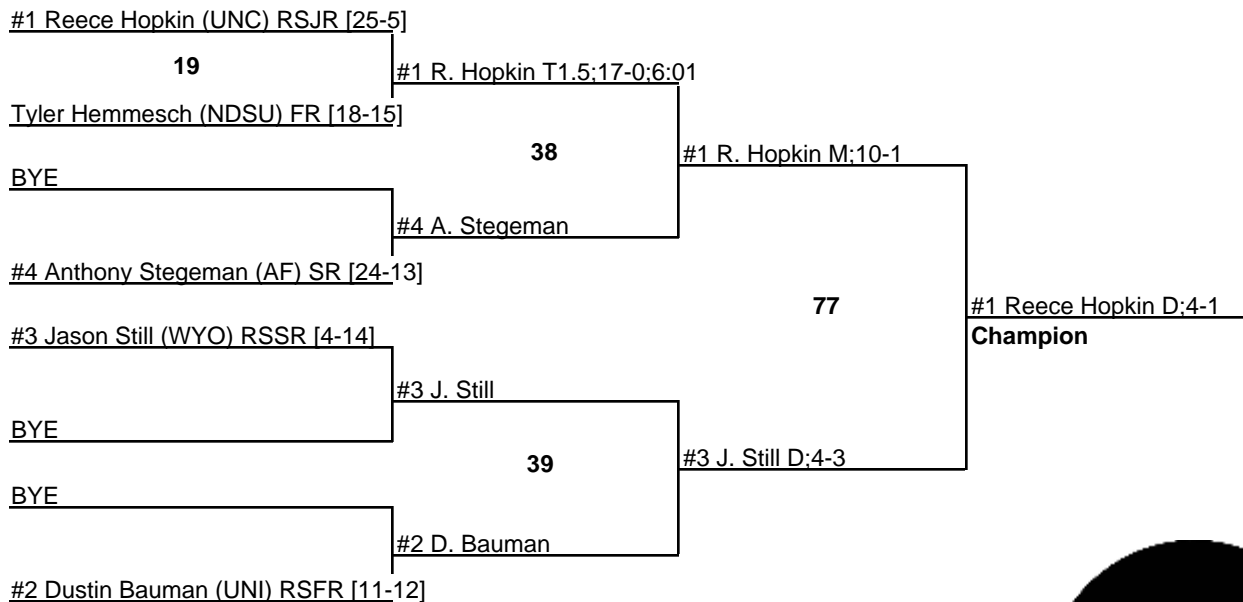 #1 Reece Hopkin (UNC) RSJR [25-5]
19
#1 R. Hopkin T1.5;17-0;6:01
Tyler Hemmesch (NDSU) FR [18-15]
38
#1 R. Hopkin M;10-1
BYE
#4 A. Stegeman
#4 Anthony Stegeman (AF) SR [24-13]
77
#1 Reece Hopkin D;4-1
Champion
#3 Jason Still (WYO) RSSR [4-14]
#3 J. Still
BYE
39
#3 J. Still D;4-3
BYE
#2 D. Bauman
#2 Dustin Bauman (UNI) RSFR [11-12]